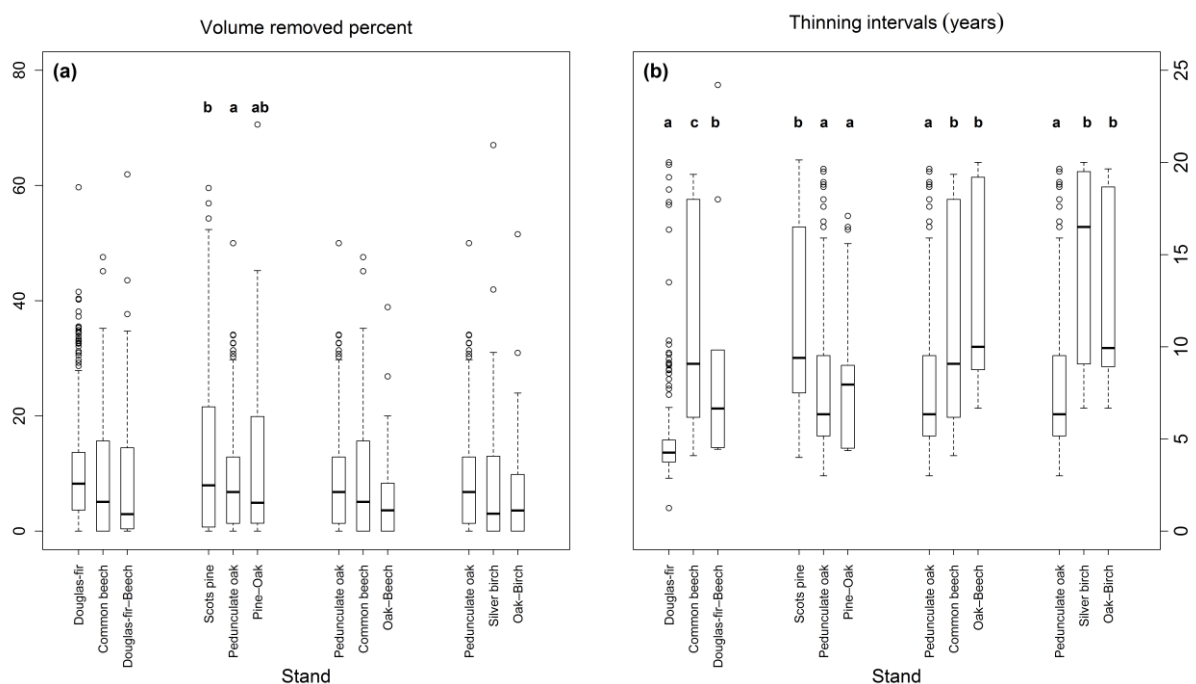 Volume removed percent
(a)
80
60
40
20
0
b a ab
Douglas-fir
Common beech
Douglas-fir–Beech
Scots pine
Pedunculate oak
Pine–Oak
Pedunculate oak
Common beech
Oak–Beech
Pedunculate oak
Silver birch
Oak–Birch
Stand
Thinning intervals (years)
(b)
25
20
15
10
5
0
a c b b a a a b b a b b
Douglas-fir
Common beech
Douglas-fir–Beech
Scots pine
Pedunculate oak
Pine–Oak
Pedunculate oak
Common beech
Oak–Beech
Pedunculate oak
Silver birch
Oak–Birch
Stand